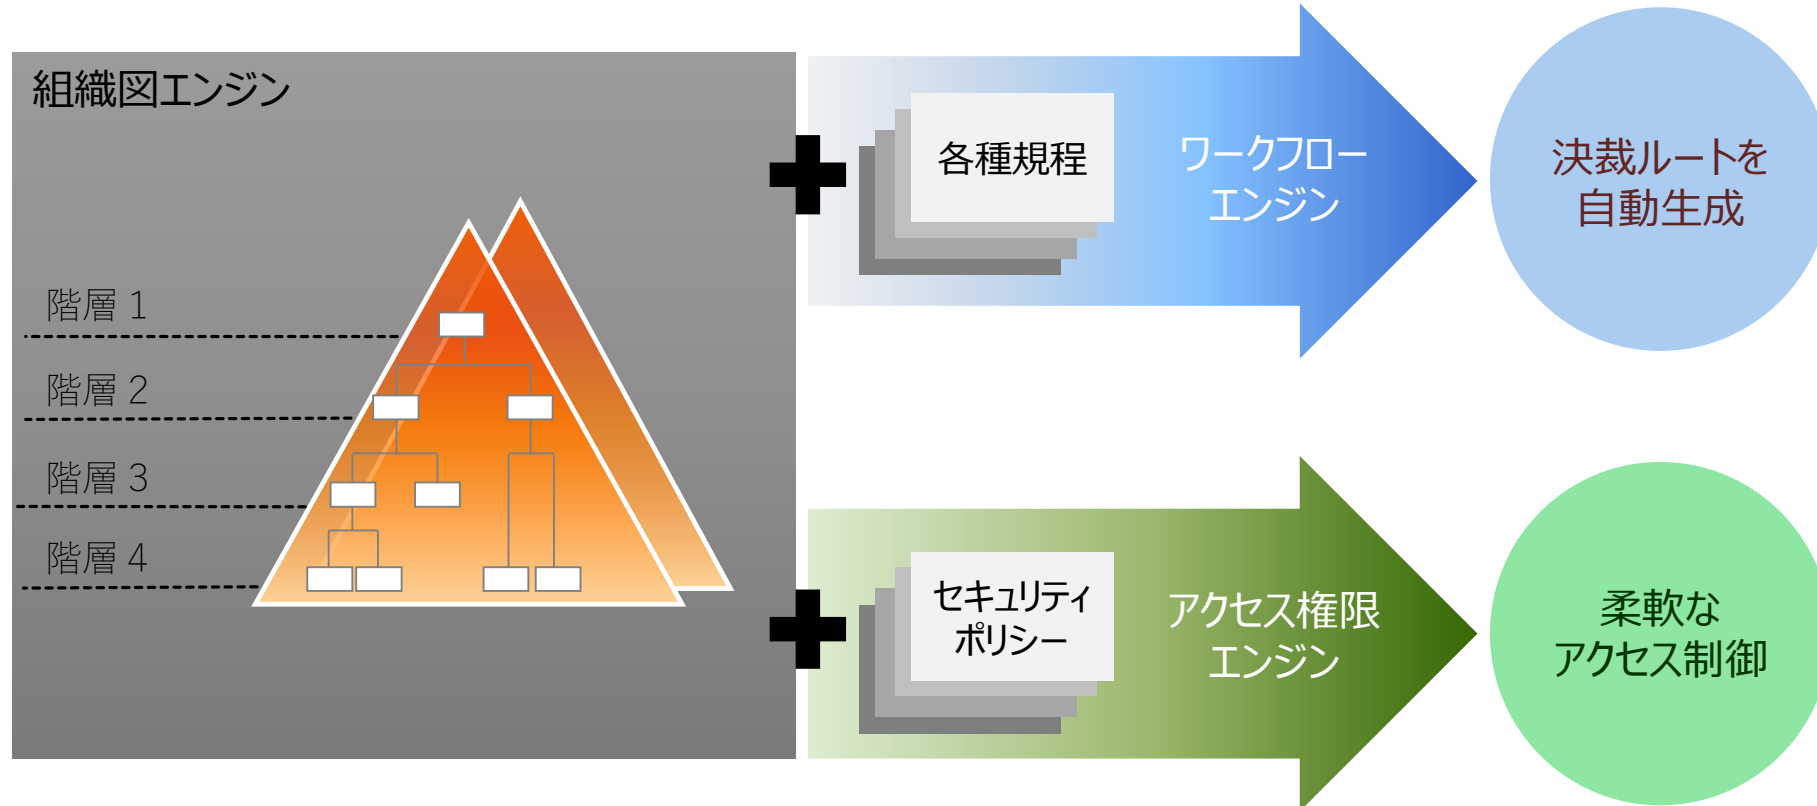 組織図エンジン
階層 1
階層 2
階層 3
階層 4
各種規程
ワークフロー
エンジン
決裁ルートを
自動生成
セキュリティ
ポリシー
アクセス権限
エンジン
柔軟な
アクセス制御